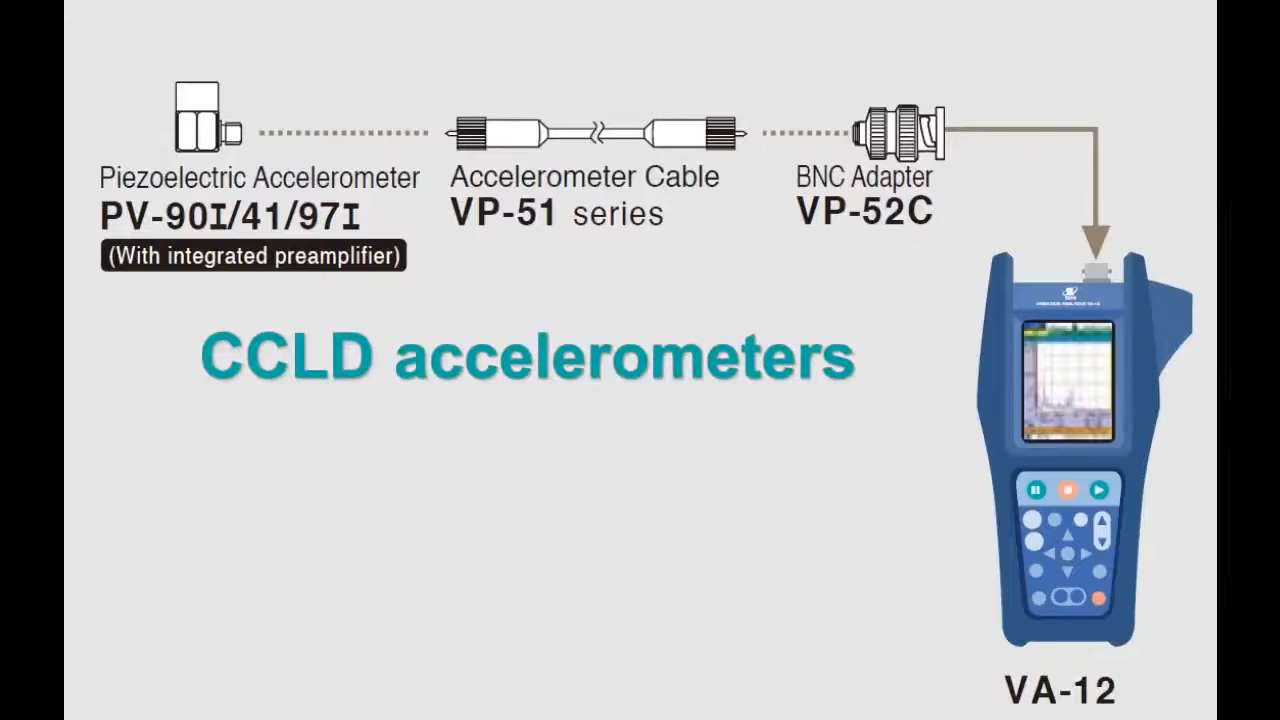 Piezoelectric Accelerometer
PV-90I/41/97I
(With integrated preamplifier)
Accelerometer Cable
VP-51 series
BNC Adapter
VP-52C
CCLD accelerometers
VA-12